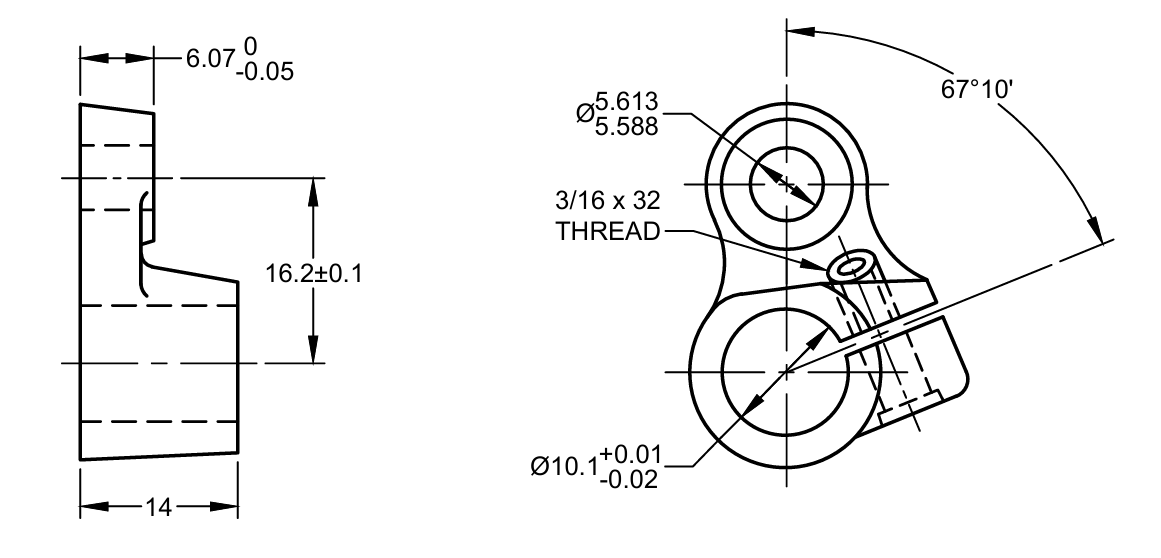 6.07 0
-0.05
16.2±0.1
14
67°10'
Ø5.613
5.588
3/16 x 32
THREAD
Ø10.1+0.01
-0.02